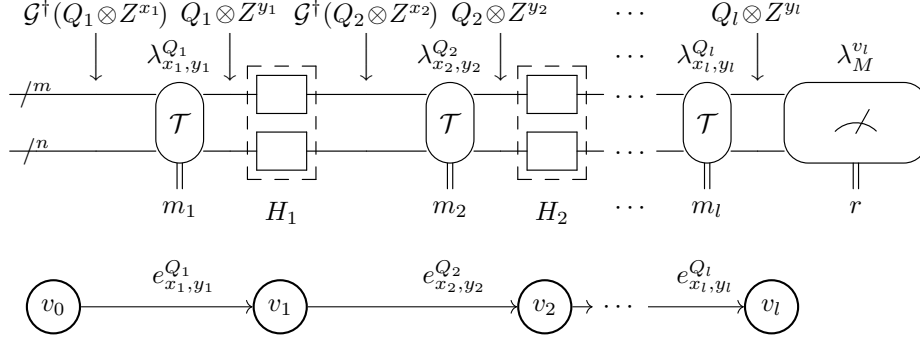 𝒢†(Q₁ ⊗ Z^{x₁}) Q₁ ⊗ Z^{y₁} 𝒢†(Q₂ ⊗ Z^{x₂}) Q₂ ⊗ Z^{y₂} ⋯ Q_l ⊗ Z^{y_l}
λ^{Q₁}_{x₁,y₁} λ^{Q₂}_{x₂,y₂} ⋯ λ^{Q_l}_{x_l,y_l} λ^{v_l}_M
m ⋯
𝒯 𝒯 𝒯
n ⋯
m₁ H₁ m₂ H₂ ⋯ m_l r
e^{Q₁}_{x₁,y₁} e^{Q₂}_{x₂,y₂} e^{Q_l}_{x_l,y_l}
v₀ v₁ v₂ ⋯ v_l